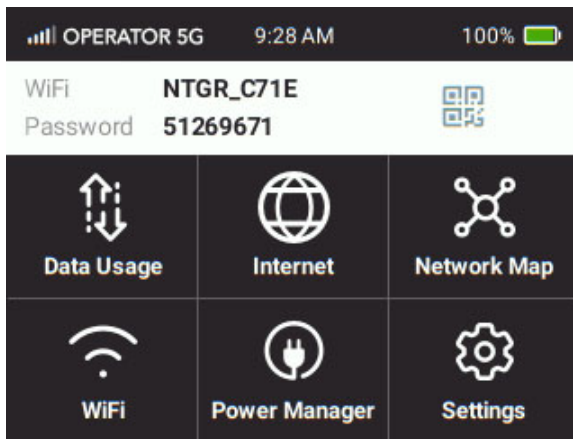 OPERATOR 5G 9:28 AM 100%
WiFi NTGR_C71E
Password 51269671
Data Usage Internet Network Map
WiFi Power Manager Settings